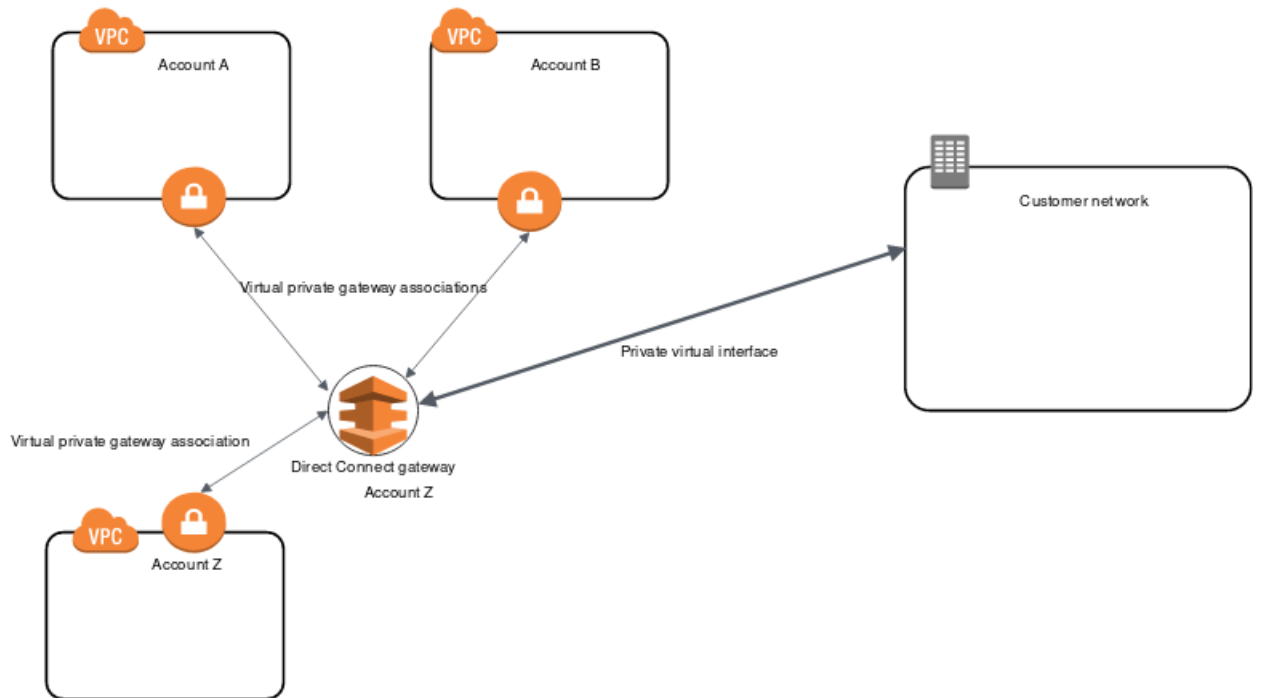 VPC
Account A
VPC
Account B
Customer network
Virtual private gateway associations
Private virtual interface
Virtual private gateway association
Direct Connect gateway
Account Z
VPC
Account Z